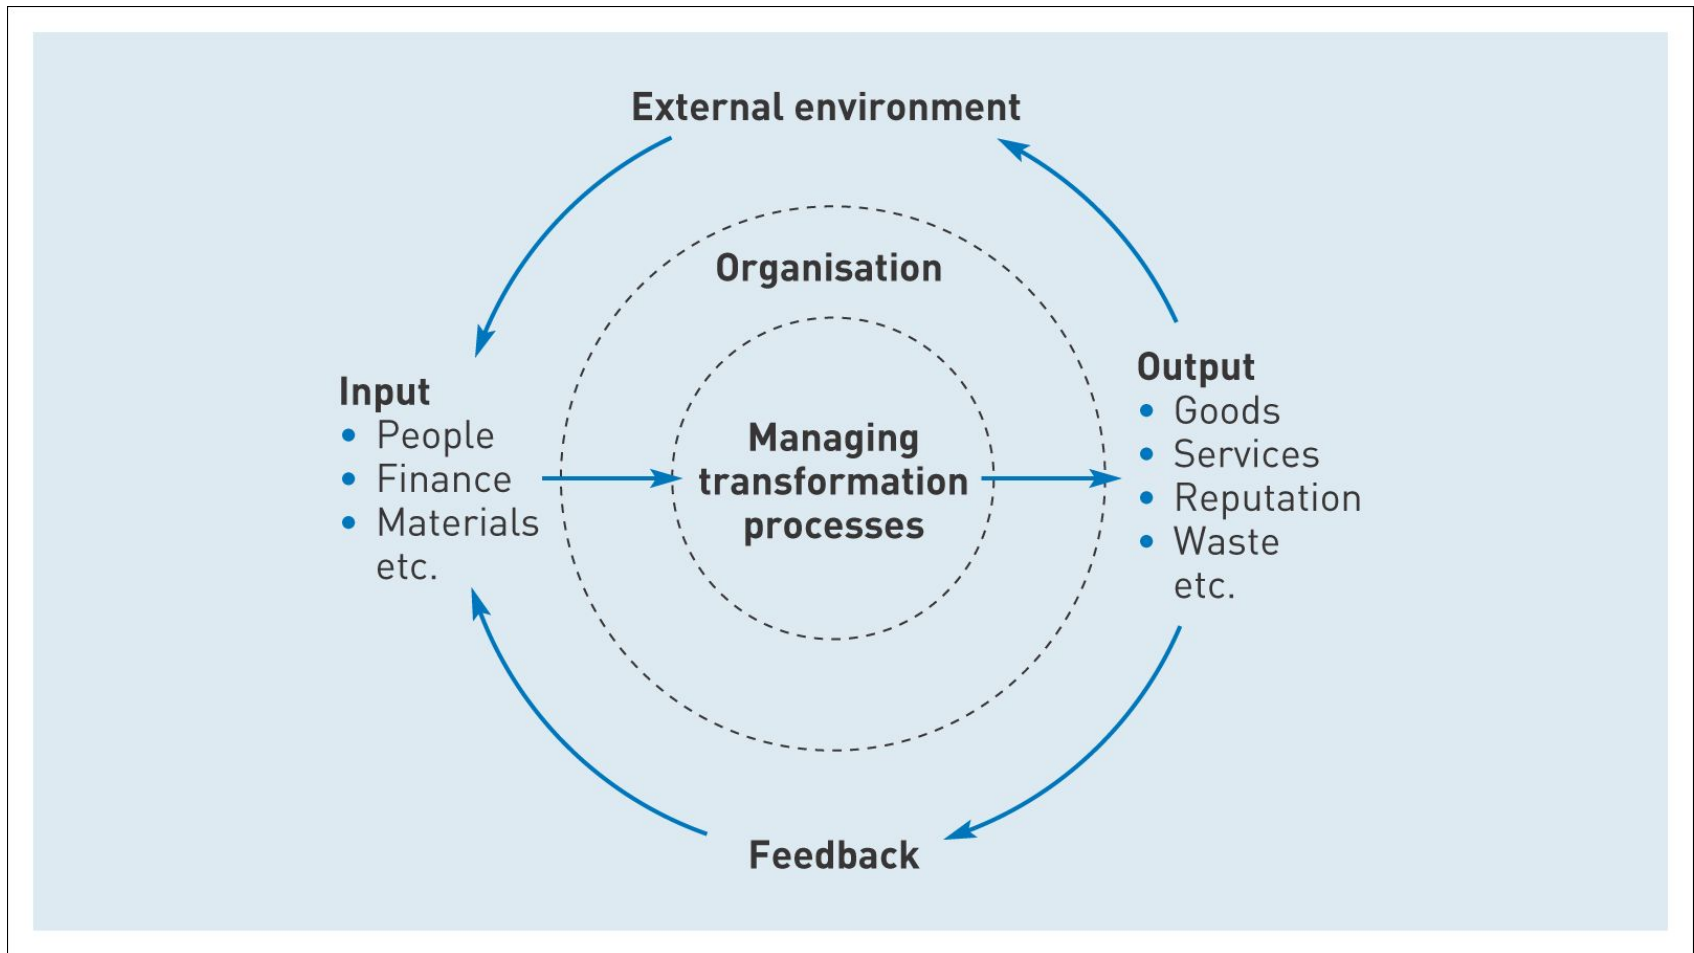 External environment
Organisation
Input
• People
• Finance
• Materials
etc.
Managing
transformation
processes
Output
• Goods
• Services
• Reputation
• Waste
etc.
Feedback